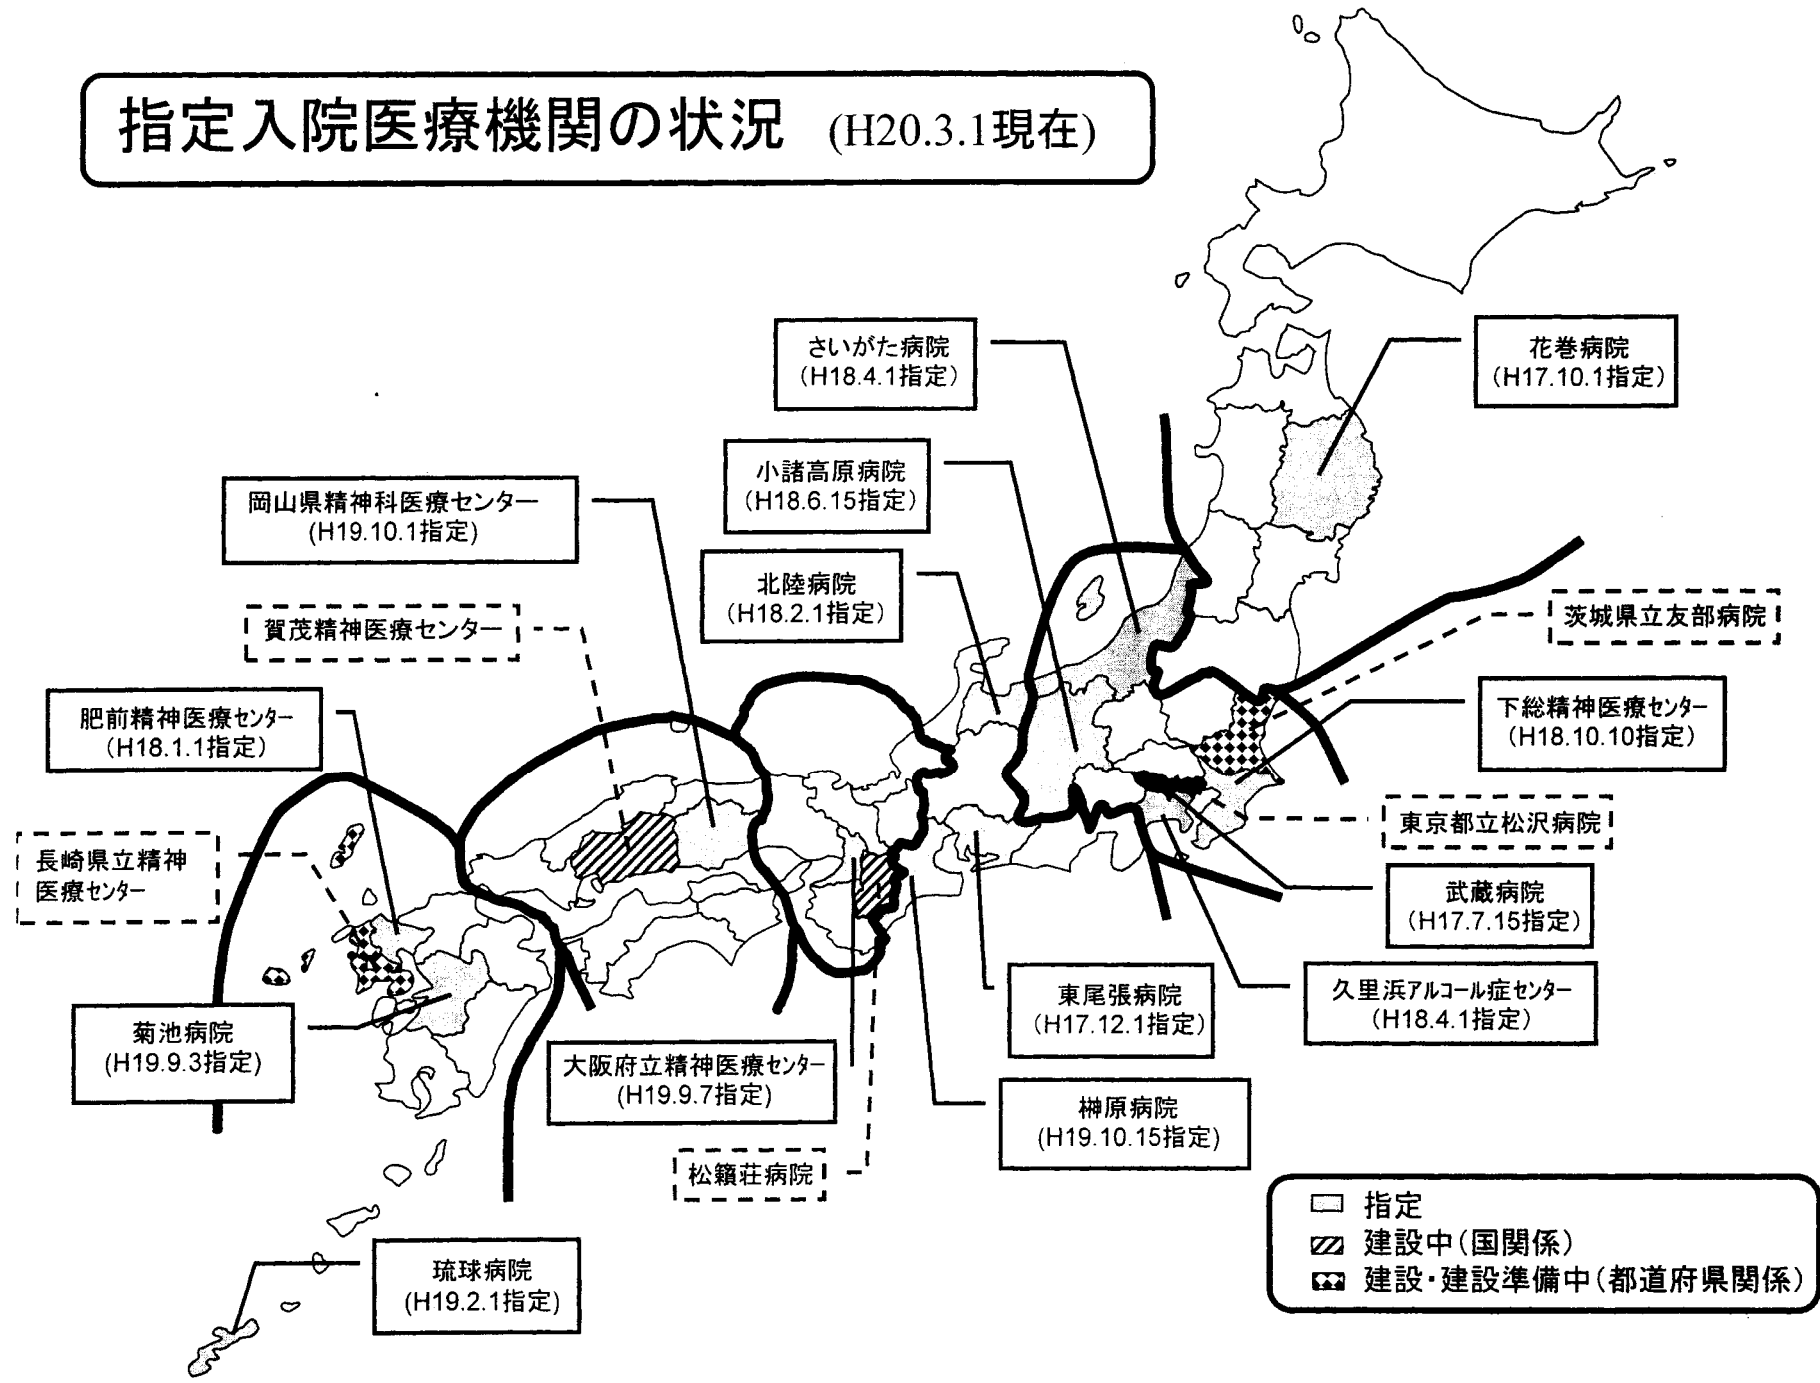 指定入院医療機関の状況 (H20.3.1現在)
さいがた病院
(H18.4.1指定)
花巻病院
(H17.10.1指定)
小諸高原病院
(H18.6.15指定)
岡山県精神科医療センター
(H19.10.1指定)
北陸病院
(H18.2.1指定)
賀茂精神医療センター
茨城県立友部病院
肥前精神医療センター
(H18.1.1指定)
下総精神医療センター
(H18.10.10指定)
東京都立松沢病院
長崎県立精神
医療センター
武蔵病院
(H17.7.15指定)
菊池病院
(H19.9.3指定)
大阪府立精神医療センター
(H19.9.7指定)
東尾張病院
(H17.12.1指定)
久里浜アルコール症センター
(H18.4.1指定)
榊原病院
(H19.10.15指定)
松籟荘病院
琉球病院
(H19.2.1指定)
指定
建設中(国関係)
建設・建設準備中(都道府県関係)